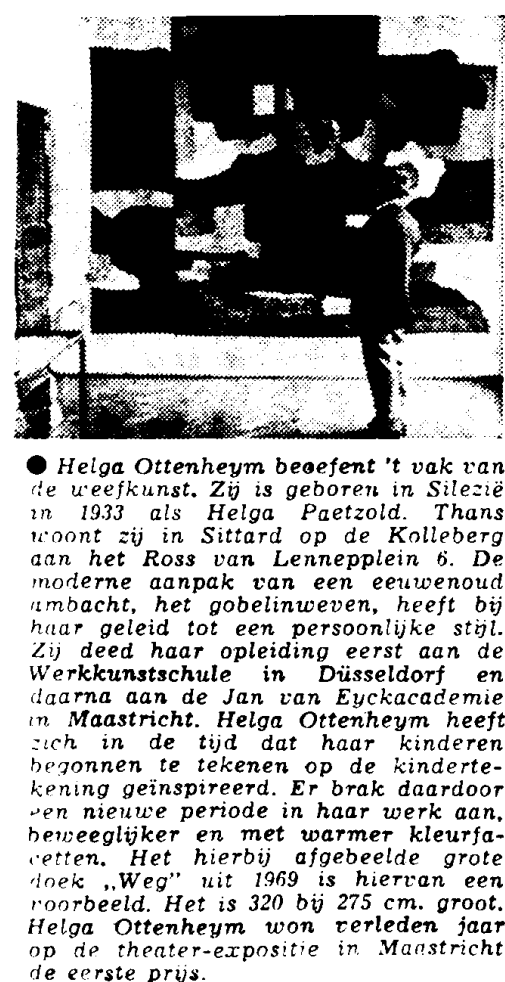 ● Helga Ottenheym beoefent 't vak van
de weefkunst. Zij is geboren in Silezië
in 1933 als Helga Paetzold. Thans
woont zij in Sittard op de Kolleberg
aan het Ross van Lennepplein 6. De
moderne aanpak van een eeuwenoud
ambacht, het gobelinweven, heeft bij
haar geleid tot een persoonlijke stijl.
Zij deed haar opleiding eerst aan de
Werkkunstschule in Düsseldorf en
daarna aan de Jan van Eyckacademie
in Maastricht. Helga Ottenheym heeft
zich in de tijd dat haar kinderen
begonnen te tekenen op de kinderte-
kening geïnspireerd. Er brak daardoor
een nieuwe periode in haar werk aan,
beweeglijker en met warmer kleurfa-
cetten. Het hierbij afgebeelde grote
doek „Weg" uit 1969 is hiervan een
voorbeeld. Het is 320 bij 275 cm. groot.
Helga Ottenheym won verleden jaar
op de theater-expositie in Maastricht
de eerste prijs.